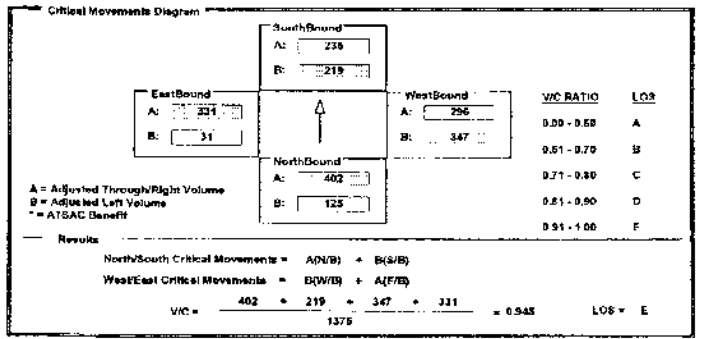 Critical Movements Diagram
SouthBound
A: 236
B: 219
EastBound
A: 331
B: 31
WestBound
A: 296
B: 347
V/C RATIO LOS
0.00 - 0.60 A
0.61 - 0.70 B
0.71 - 0.80 C
0.81 - 0.90 D
0.91 - 1.00 E
NorthBound
A: 402
B: 125
A = Adjusted Through/Right Volume
B = Adjusted Left Volume
* = ATSAC Benefit
Results
North/South Critical Movements = A(N/B) + B(S/B)
West/East Critical Movements = B(W/B) + A(E/B)
402 + 219 + 347 + 331
V/C = = 0.945 LOS = E
1375